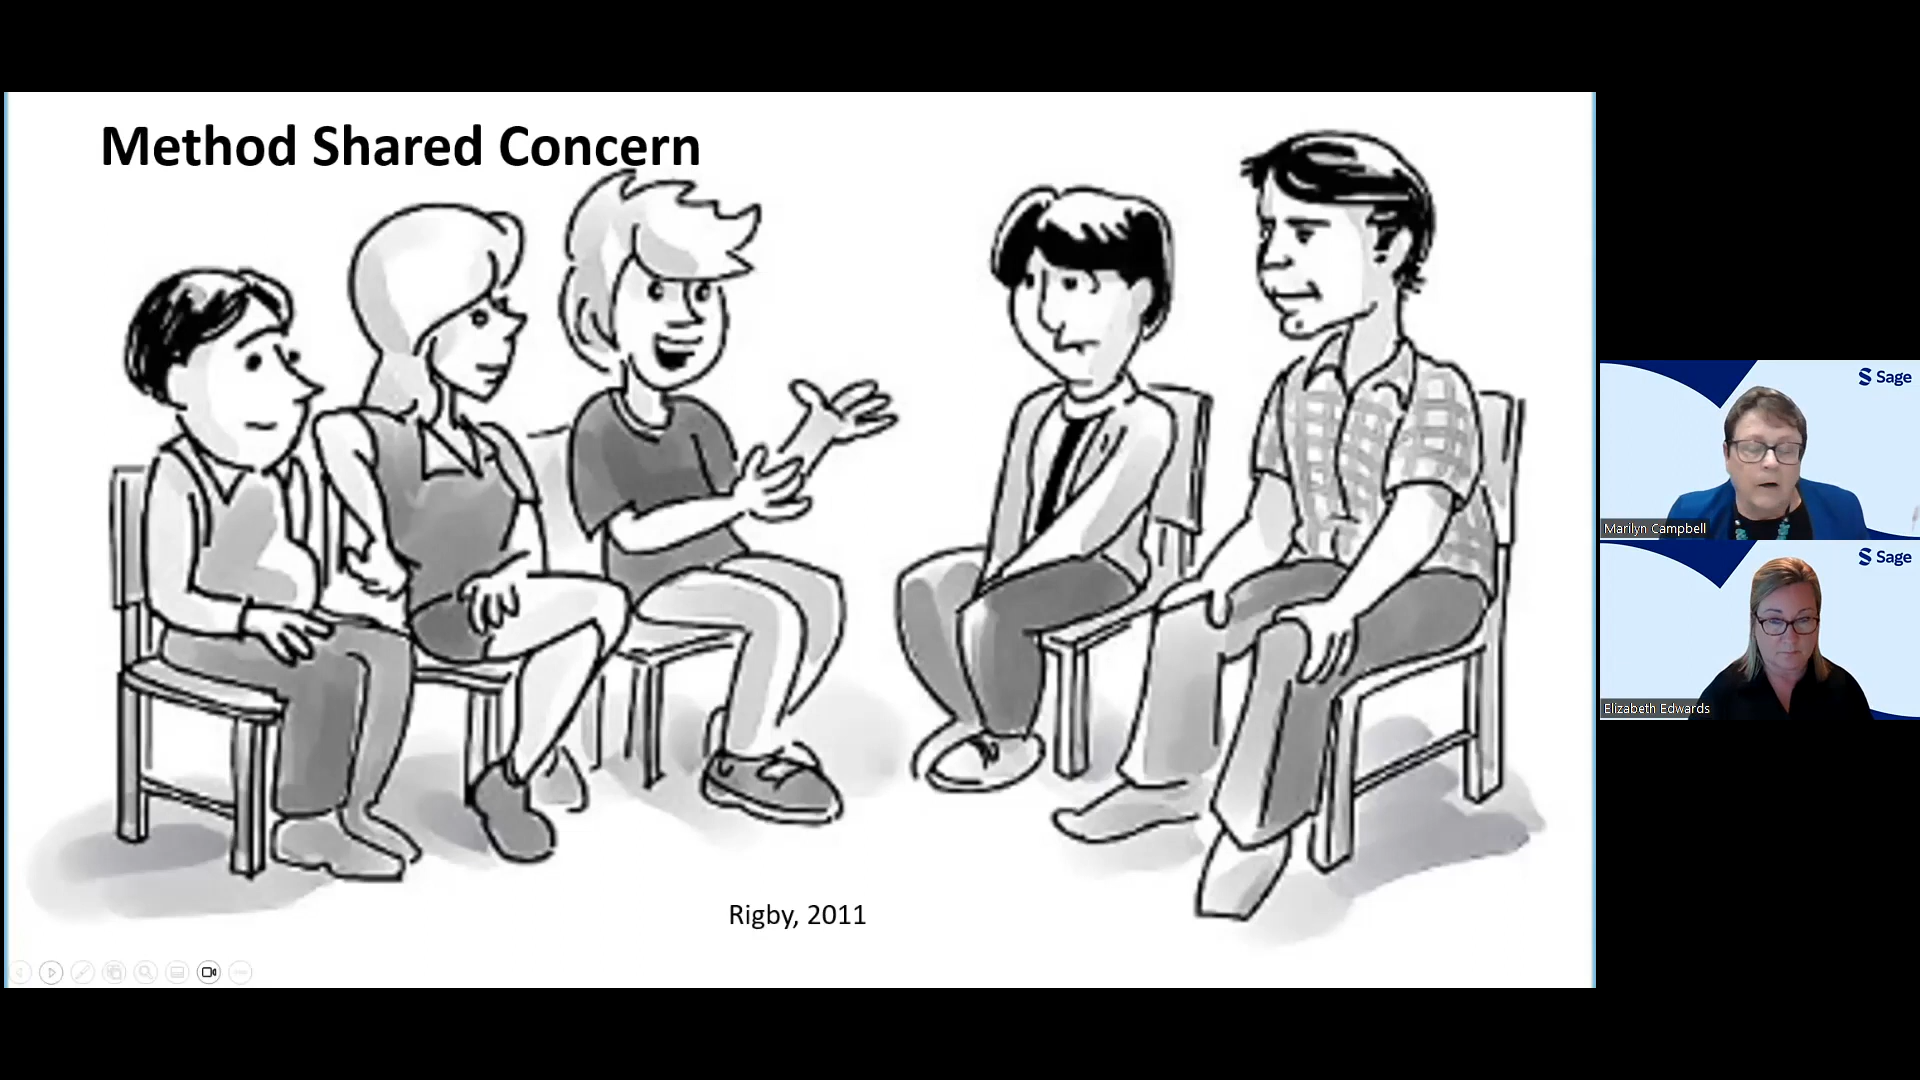 Method Shared Concern
Rigby, 2011
Sage
Marilyn Campbell
Sage
Elizabeth Edwards